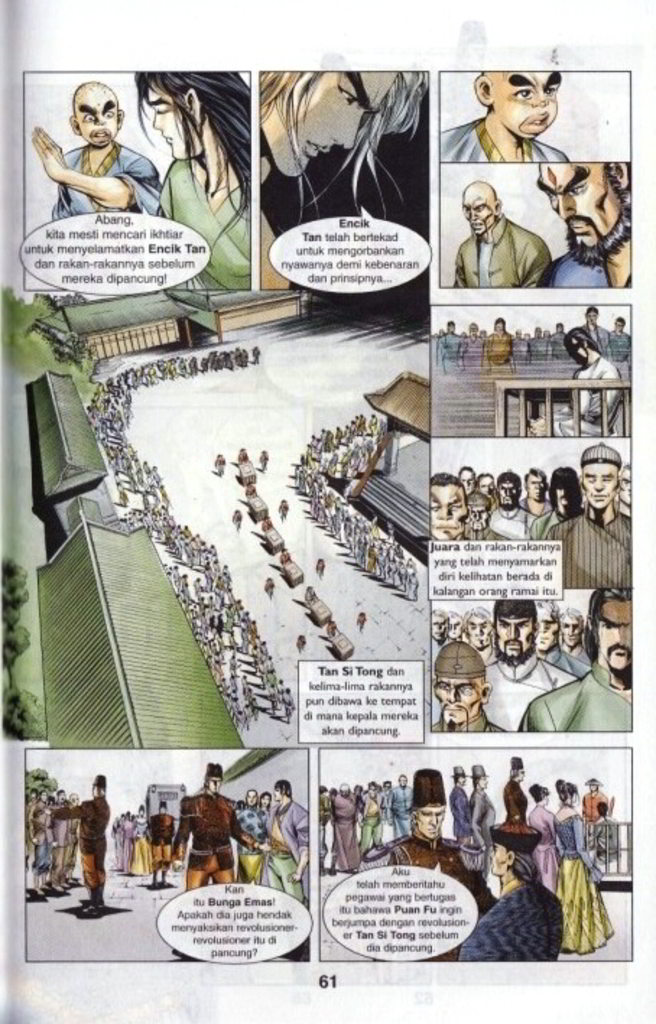 Abang,
kita mesti mencari ikhtiar
untuk menyelamatkan Encik Tan
dan rakan-rakannya sebelum
mereka dipancung!
Encik
Tan telah bertekad
untuk mengorbankan
nyawanya demi kebenaran
dan prinsipnya...
Tan Si Tong dan
kelima-lima rakannya
pun dibawa ke tempat
di mana kepala mereka
akan dipancung.
Juara dan rakan-rakannya
yang telah menyamarkan
diri kelihatan berada di
kalangan orang ramai itu.
Kan
itu Bunga Emas!
Apakah dia juga hendak
menyaksikan revolusioner-
revolusioner itu di
pancung?
Aku
telah memberitahu
pegawai yang bertugas
itu bahawa Puan Fu ingin
berjumpa dengan revolusion-
er Tan Si Tong sebelum
dia dipancung.
61